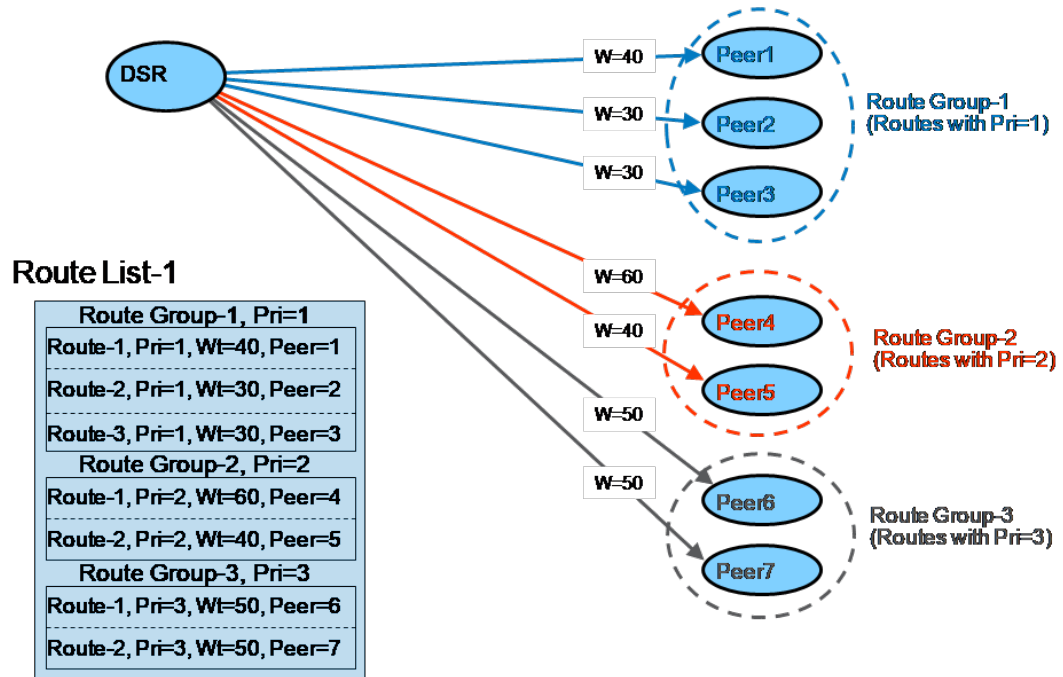 DSR
W=40
W=30
W=30
W=60
W=40
W=50
W=50
Peer1
Peer2
Peer3
Peer4
Peer5
Peer6
Peer7
Route Group-1
(Routes with Pri=1)
Route Group-2
(Routes with Pri=2)
Route Group-3
(Routes with Pri=3)
Route List-1
Route Group-1, Pri=1
Route-1, Pri=1, Wt=40, Peer=1
Route-2, Pri=1, Wt=30, Peer=2
Route-3, Pri=1, Wt=30, Peer=3
Route Group-2, Pri=2
Route-1, Pri=2, Wt=60, Peer=4
Route-2, Pri=2, Wt=40, Peer=5
Route Group-3, Pri=3
Route-1, Pri=3, Wt=50, Peer=6
Route-2, Pri=3, Wt=50, Peer=7